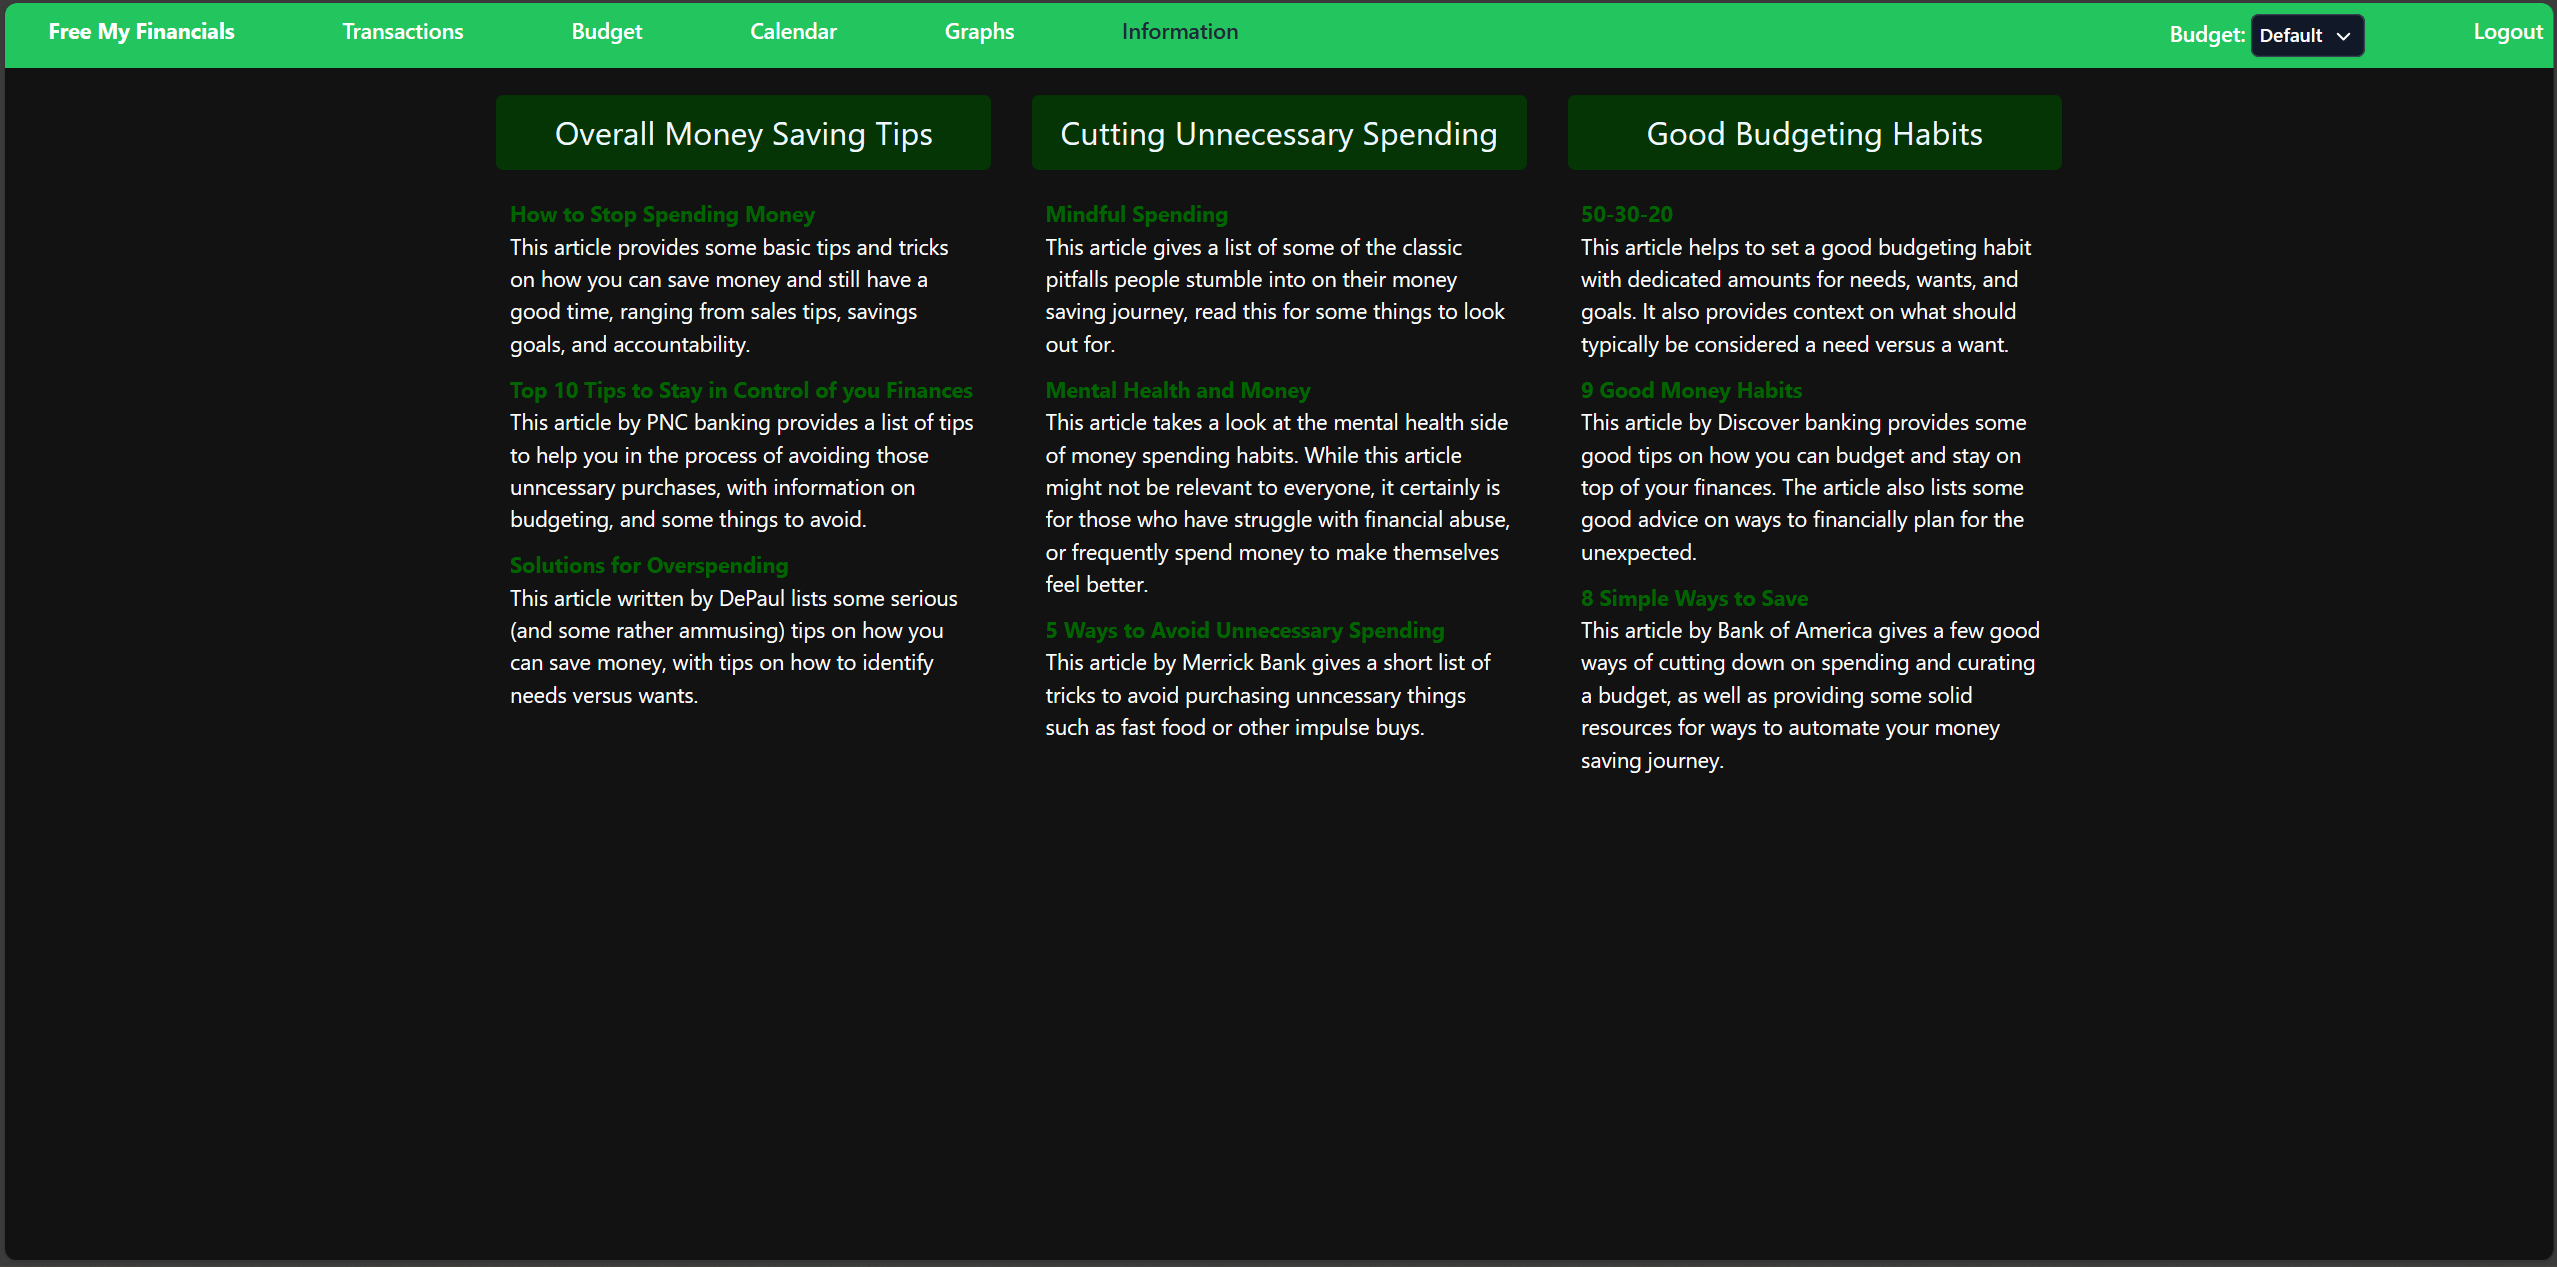 Free My Financials Transactions Budget Calendar Graphs Information Budget: Default Logout
Overall Money Saving Tips
How to Stop Spending Money
This article provides some basic tips and tricks
on how you can save money and still have a
good time, ranging from sales tips, savings
goals, and accountability.
Top 10 Tips to Stay in Control of you Finances
This article by PNC banking provides a list of tips
to help you in the process of avoiding those
unncessary purchases, with information on
budgeting, and some things to avoid.
Solutions for Overspending
This article written by DePaul lists some serious
(and some rather ammusing) tips on how you
can save money, with tips on how to identify
needs versus wants.
Cutting Unnecessary Spending
Mindful Spending
This article gives a list of some of the classic
pitfalls people stumble into on their money
saving journey, read this for some things to look
out for.
Mental Health and Money
This article takes a look at the mental health side
of money spending habits. While this article
might not be relevant to everyone, it certainly is
for those who have struggle with financial abuse,
or frequently spend money to make themselves
feel better.
5 Ways to Avoid Unnecessary Spending
This article by Merrick Bank gives a short list of
tricks to avoid purchasing unncessary things
such as fast food or other impulse buys.
Good Budgeting Habits
50-30-20
This article helps to set a good budgeting habit
with dedicated amounts for needs, wants, and
goals. It also provides context on what should
typically be considered a need versus a want.
9 Good Money Habits
This article by Discover banking provides some
good tips on how you can budget and stay on
top of your finances. The article also lists some
good advice on ways to financially plan for the
unexpected.
8 Simple Ways to Save
This article by Bank of America gives a few good
ways of cutting down on spending and curating
a budget, as well as providing some solid
resources for ways to automate your money
saving journey.